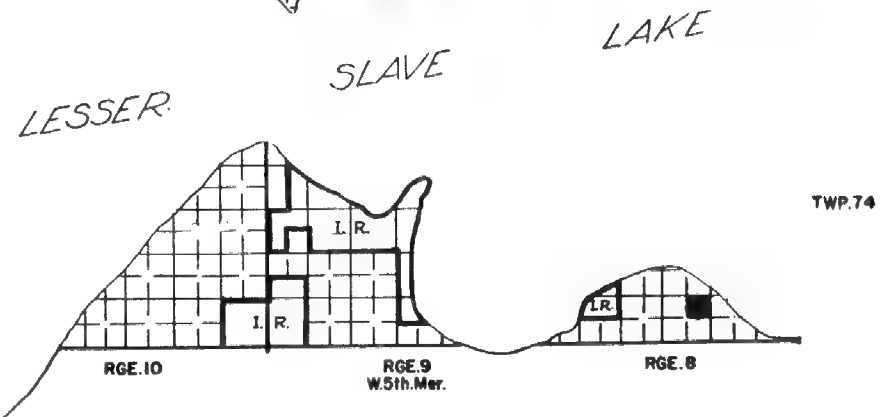 LESSER
SLAVE
LAKE
TWP.74
I. R.
I. R.
I.R.
RGE.10
RGE.9
W.5th.Mer.
RGE.8